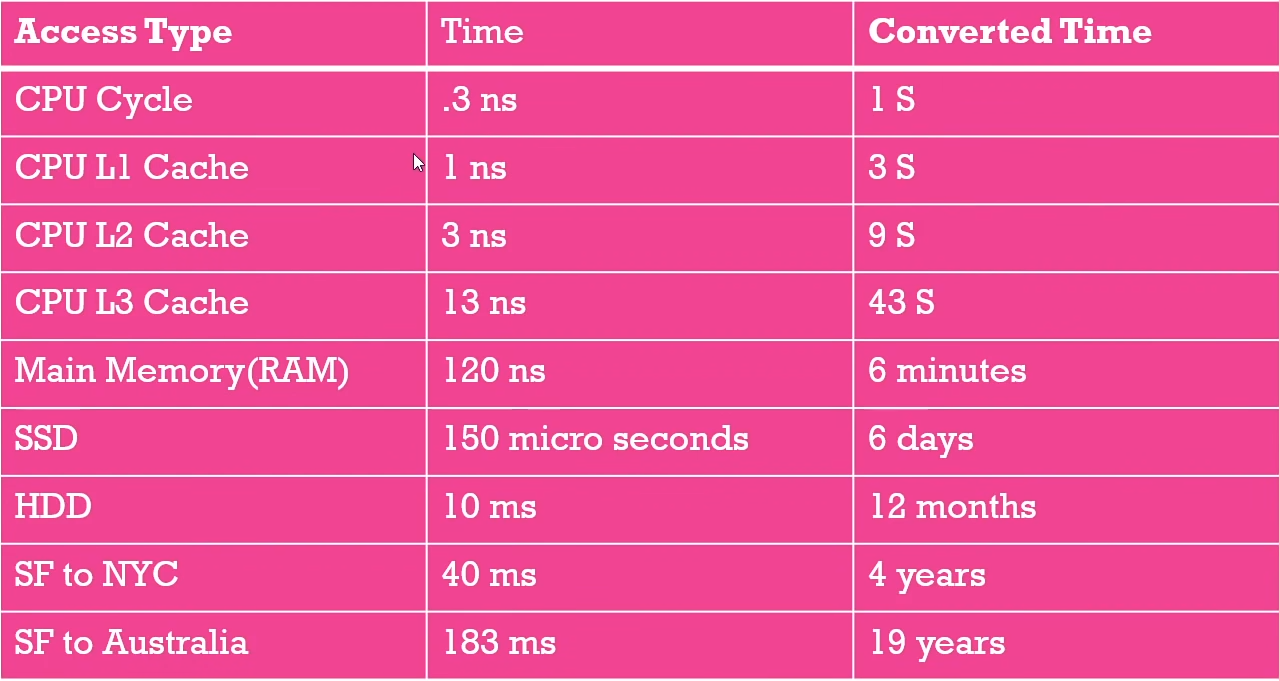 Access Type Time Converted Time
CPU Cycle .3 ns 1 S
CPU L1 Cache 1 ns 3 S
CPU L2 Cache 3 ns 9 S
CPU L3 Cache 13 ns 43 S
Main Memory(RAM) 120 ns 6 minutes
SSD 150 micro seconds 6 days
HDD 10 ms 12 months
SF to NYC 40 ms 4 years
SF to Australia 183 ms 19 years